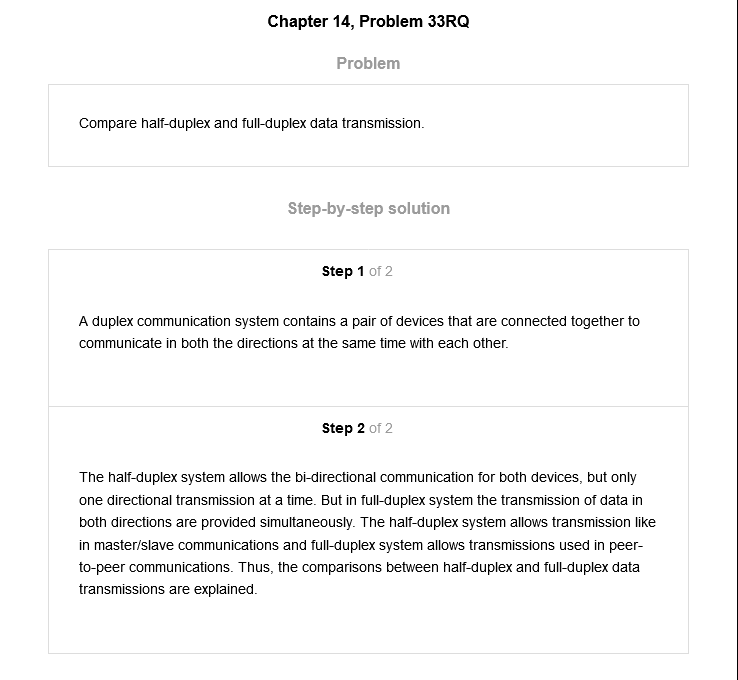 Chapter 14, Problem 33RQ
Problem
Compare half-duplex and full-duplex data transmission.
Step-by-step solution
Step 1 of 2
A duplex communication system contains a pair of devices that are connected together to
communicate in both the directions at the same time with each other.
Step 2 of 2
The half-duplex system allows the bi-directional communication for both devices, but only
one directional transmission at a time. But in full-duplex system the transmission of data in
both directions are provided simultaneously. The half-duplex system allows transmission like
in master/slave communications and full-duplex system allows transmissions used in peer-
to-peer communications. Thus, the comparisons between half-duplex and full-duplex data
transmissions are explained.